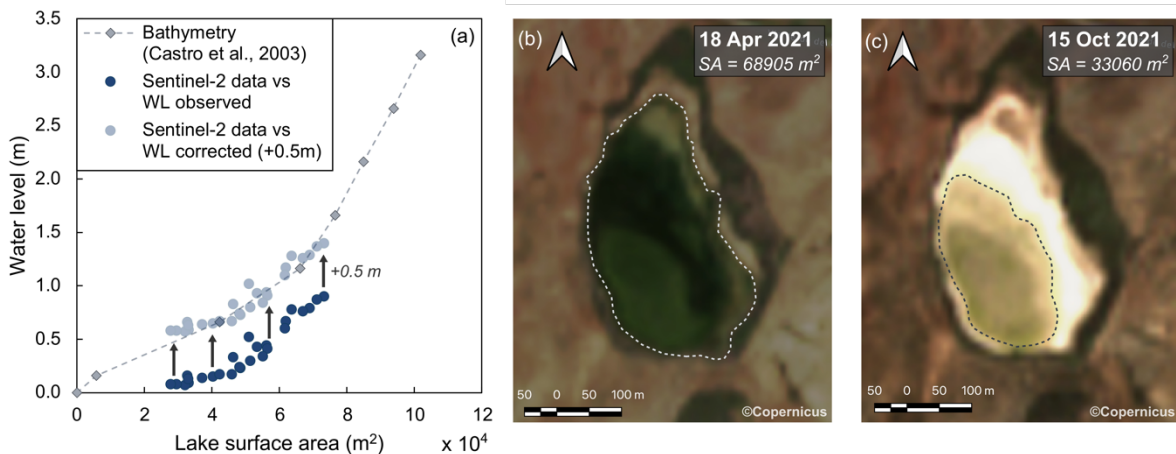 (a)
Bathymetry
(Castro et al., 2003)
Sentinel-2 data vs
WL observed
Sentinel-2 data vs
WL corrected (+0.5m)
Water level (m)
3.5
3.0
2.5
2.0
1.5
1.0
0.5
0.0
+0.5 m
0 2 4 6 8 10 12
Lake surface area (m²) x 10⁴
(b)
18 Apr 2021
SA = 68905 m²
50 0 50 100 m
©Copernicus
(c)
15 Oct 2021
SA = 33060 m²
50 0 50 100 m
©Copernicus